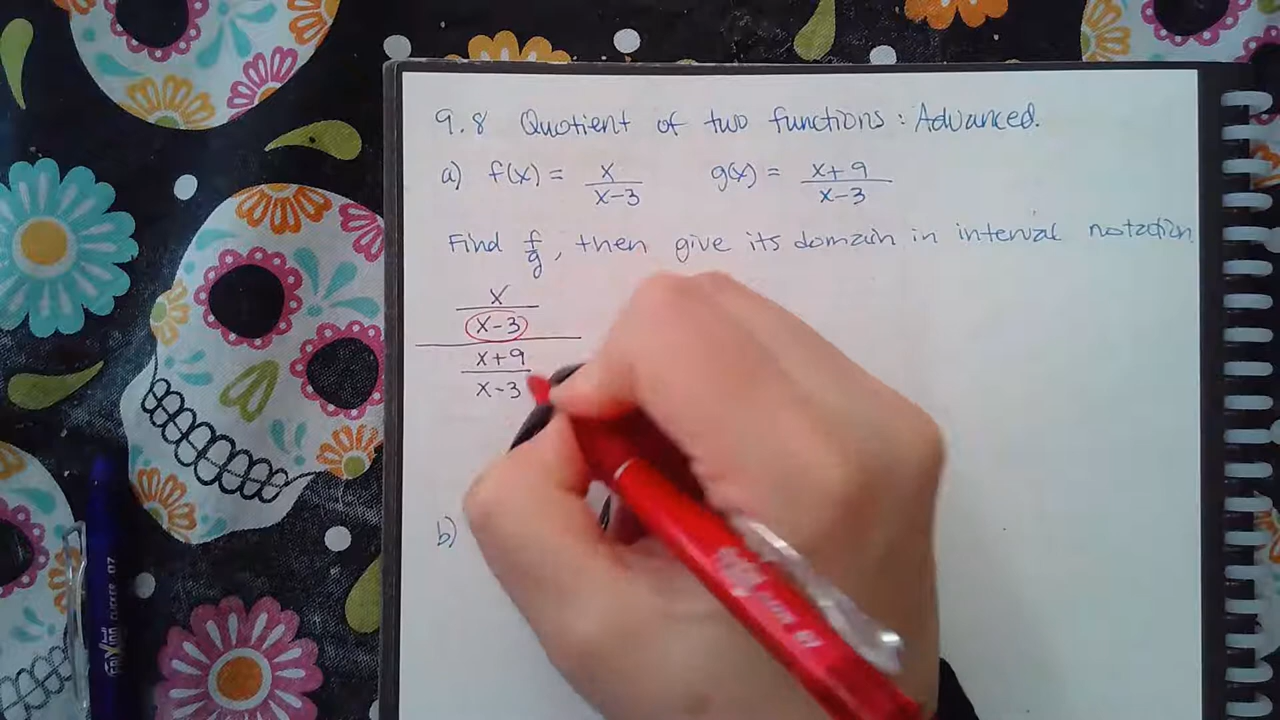 9.8 Quotient of two functions : Advanced.
a) f(x) = x/x-3 g(x) = x+9/x-3
Find f/g, then give its domain in interval notation
x
x-3
x+9
x-3
b)